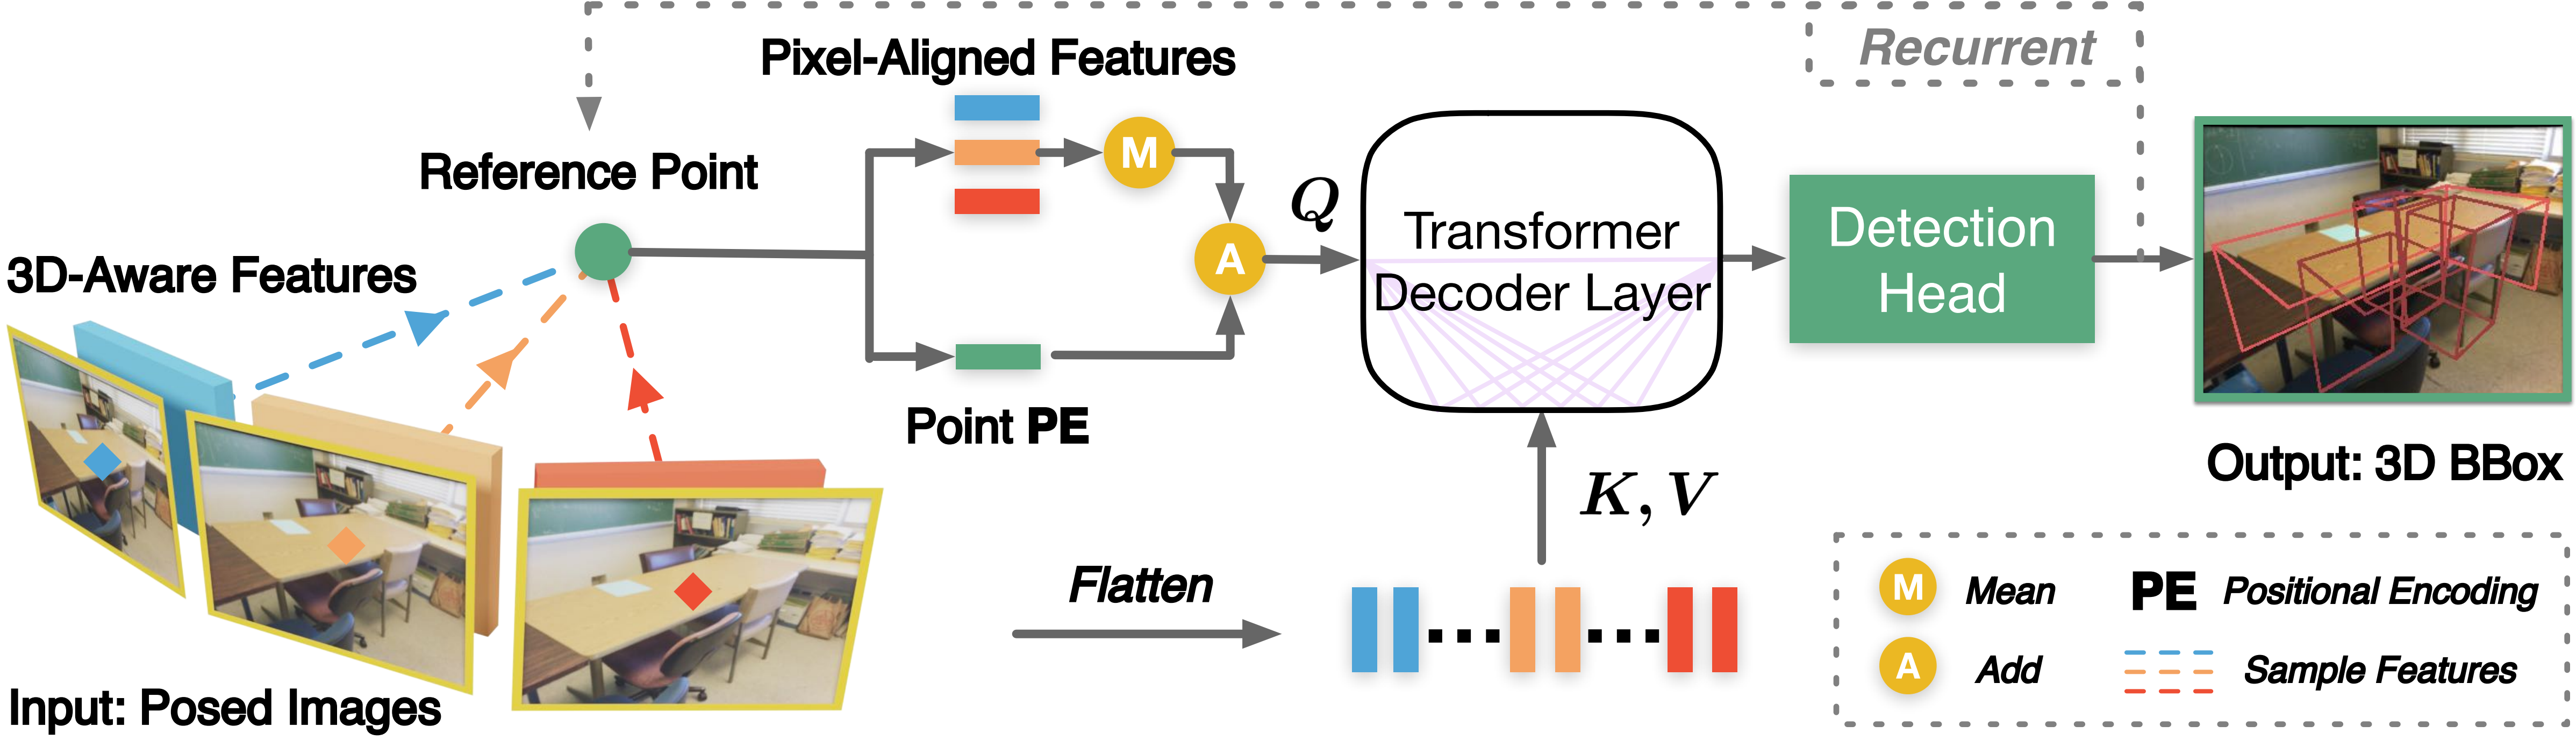 Recurrent
Pixel-Aligned Features
Reference Point
M
Q
A
Transformer
Decoder Layer
Detection
Head
3D-Aware Features
Point PE
K, V
Output: 3D BBox
Flatten
Input: Posed Images
M Mean PE Positional Encoding
A Add Sample Features